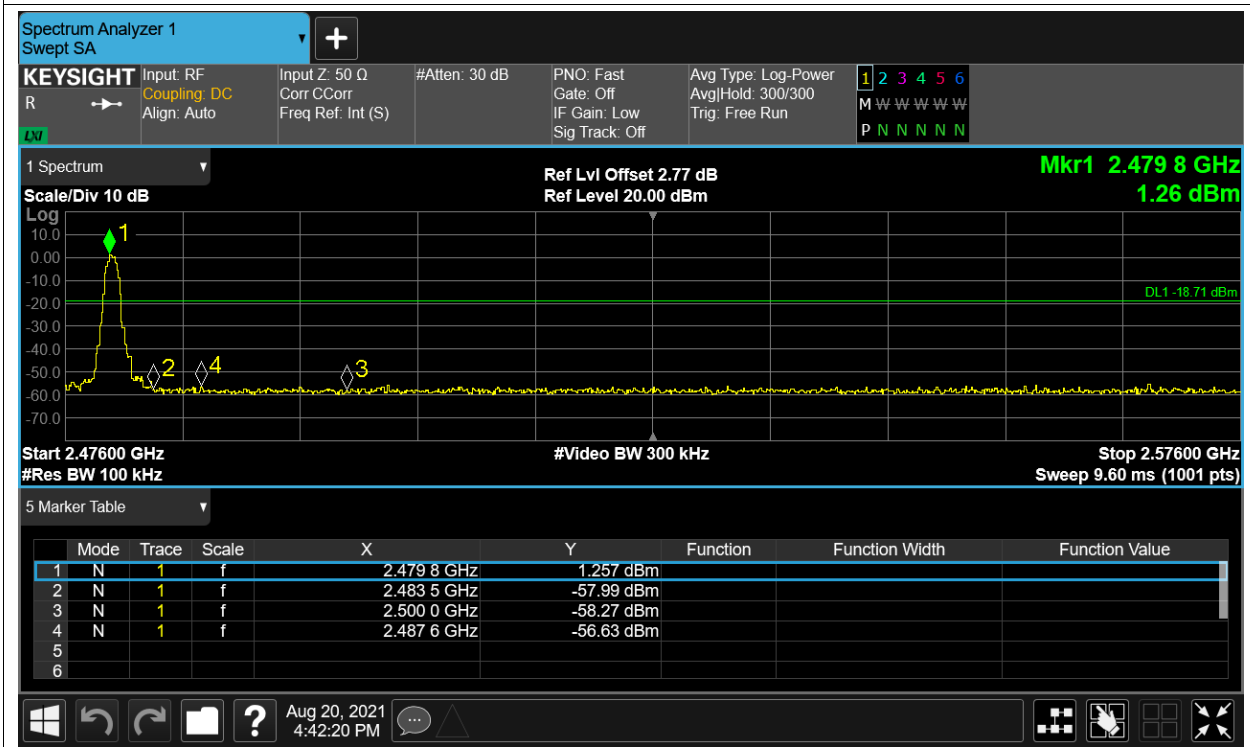 Spectrum Analyzer 1
Swept SA
+
KEYSIGHT Input: RF Input Z: 50 Ω #Atten: 30 dB PNO: Fast Avg Type: Log-Power 1 2 3 4 5 6
R Coupling: DC Corr CCorr Gate: Off Avg|Hold: 300/300 M W W W W W
Align: Auto Freq Ref: Int (S) IF Gain: Low Trig: Free Run
LXI Sig Track: Off P N N N N N
1 Spectrum Ref Lvl Offset 2.77 dB Mkr1 2.479 8 GHz
Scale/Div 10 dB Ref Level 20.00 dBm 1.26 dBm
Log
10.0
0.00
-10.0
-20.0
-30.0
-40.0
-50.0
-60.0
-70.0
1
2
4
3
DL1 -18.71 dBm
Start 2.47600 GHz #Video BW 300 kHz Stop 2.57600 GHz
#Res BW 100 kHz Sweep 9.60 ms (1001 pts)
5 Marker Table
Mode Trace Scale X Y Function Function Width Function Value
1 N 1 f 2.479 8 GHz 1.257 dBm
2 N 1 f 2.483 5 GHz -57.99 dBm
3 N 1 f 2.500 0 GHz -58.27 dBm
4 N 1 f 2.487 6 GHz -56.63 dBm
5
6
? Aug 20, 2021
4:42:20 PM